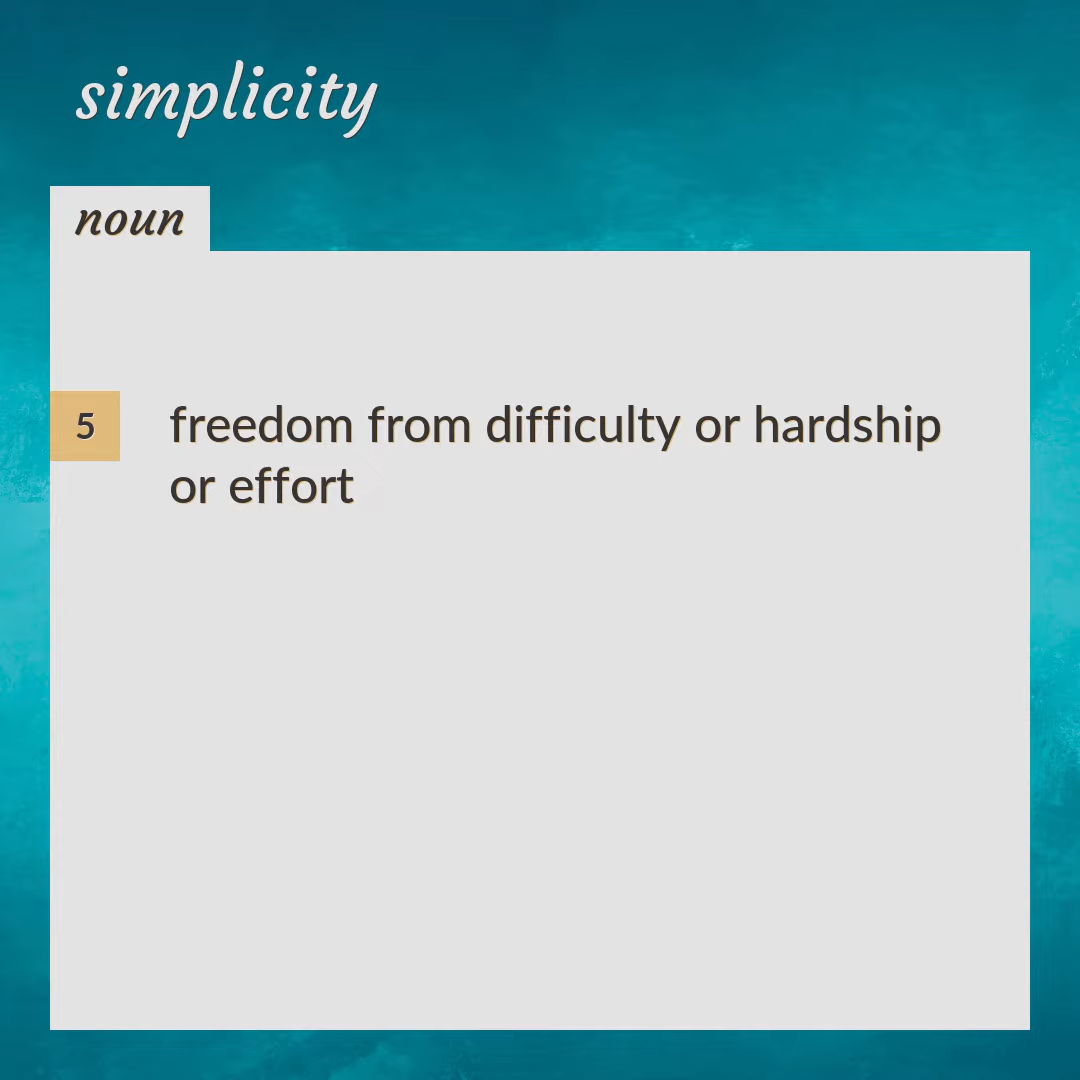 simplicity
noun
5
freedom from difficulty or hardship
or effort